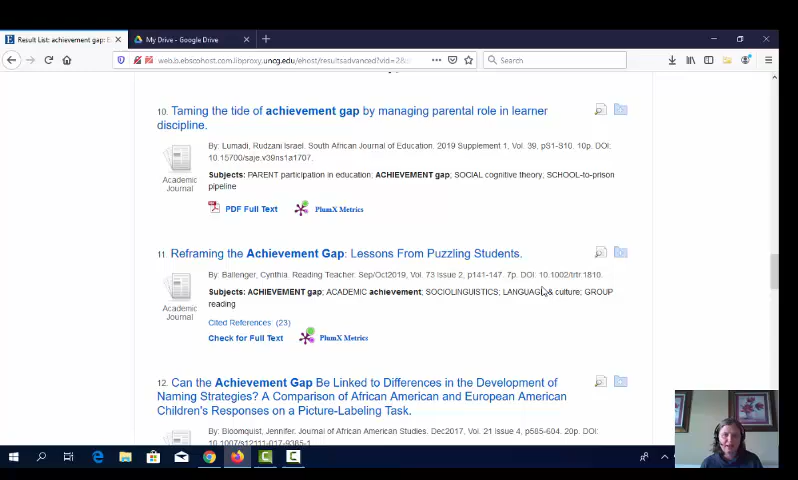 Result List: achievement gap: E
My Drive - Google Drive
web.b.ebscohost.com.libproxy.uncg.edu/ehost/resultsadvanced?vid=2&
Search
10. Taming the tide of achievement gap by managing parental role in learner
discipline.
By: Lumadi, Rudzani Israel. South African Journal of Education. 2019 Supplement 1, Vol. 39, pS1-S10. 10p. DOI:
10.15700/saje.v39ns1a1707.
Academic
Journal
Subjects: PARENT participation in education; ACHIEVEMENT gap; SOCIAL cognitive theory; SCHOOL-to-prison
pipeline
PDF Full Text
PlumX Metrics
11. Reframing the Achievement Gap: Lessons From Puzzling Students.
By: Ballenger, Cynthia. Reading Teacher. Sep/Oct2019, Vol. 73 Issue 2, p141-147. 7p. DOI: 10.1002/trtr.1810.
Academic
Journal
Subjects: ACHIEVEMENT gap; ACADEMIC achievement; SOCIOLINGUISTICS; LANGUAGE & culture; GROUP
reading
Cited References (23)
Check for Full Text
PlumX Metrics
12. Can the Achievement Gap Be Linked to Differences in the Development of
Naming Strategies? A Comparison of African American and European American
Children's Responses on a Picture-Labeling Task.
By: Bloomquist, Jennifer. Journal of African American Studies. Dec2017, Vol. 21 Issue 4, p585-604. 20p. DOI:
10.1007/s12111-017-9385-1